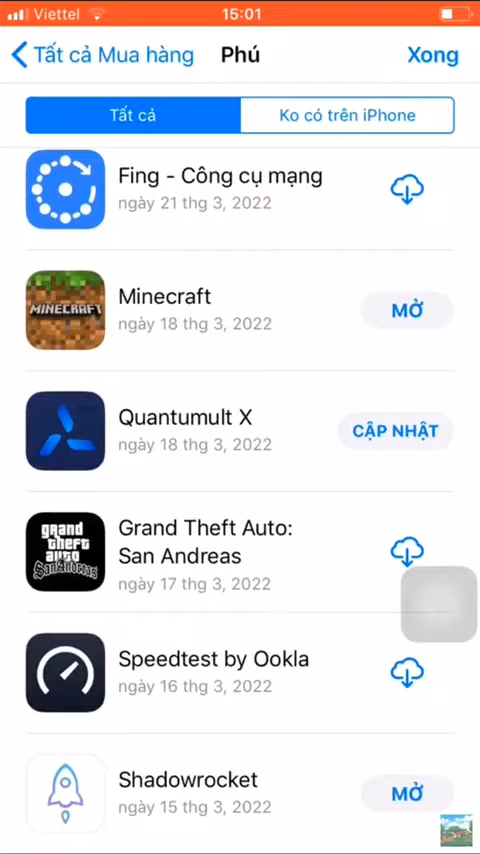 Viettel
15:01
Tất cả Mua hàng
Phú
Xong
Tất cả
Ko có trên iPhone
Fing - Công cụ mạng
ngày 21 thg 3, 2022
MINECRAFT
Minecraft
ngày 18 thg 3, 2022
MỞ
Quantumult X
ngày 18 thg 3, 2022
CẬP NHẬT
grand
theft
auto
San Andreas
Grand Theft Auto:
San Andreas
ngày 17 thg 3, 2022
Speedtest by Ookla
ngày 16 thg 3, 2022
Shadowrocket
ngày 15 thg 3, 2022
MỞ